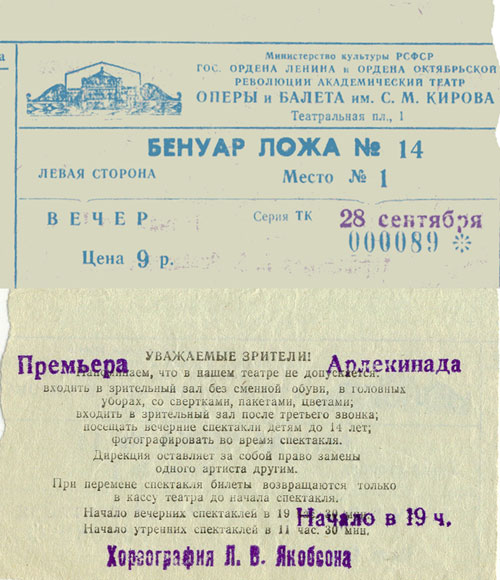 Министерство культуры РСФСР
ГОС. ОРДЕНА ЛЕНИНА и ОРДЕНА ОКТЯБРЬСКОЙ
РЕВОЛЮЦИИ АКАДЕМИЧЕСКИЙ ТЕАТР
ОПЕРЫ и БАЛЕТА им. С. М. КИРОВА
Театральная пл., 1
БЕНУАР ЛОЖА № 14
ЛЕВАЯ СТОРОНА Место № 1
ВЕЧЕР Серия ТК 28 сентября
000089
Цена 9 р.
УВАЖАЕМЫЕ ЗРИТЕЛИ!
Премьера Арлекинада
Напоминаем, что в нашем театре не допускается:
входить в зрительный зал без сменной обуви, в головных
уборах, со свертками, пакетами, цветами;
входить в зрительный зал после третьего звонка;
посещать вечерние спектакли детям до 14 лет;
фотографировать во время спектакля.
Дирекция оставляет за собой право замены
одного артиста другим.
При перемене спектакля билеты возвращаются только
в кассу театра до начала спектакля.
Начало вечерних спектаклей в 19 час. 30 мин.
Начало в 19 ч.
Начало утренних спектаклей в 11 час. 30 мин.
Хореография Л. В. Якобсона